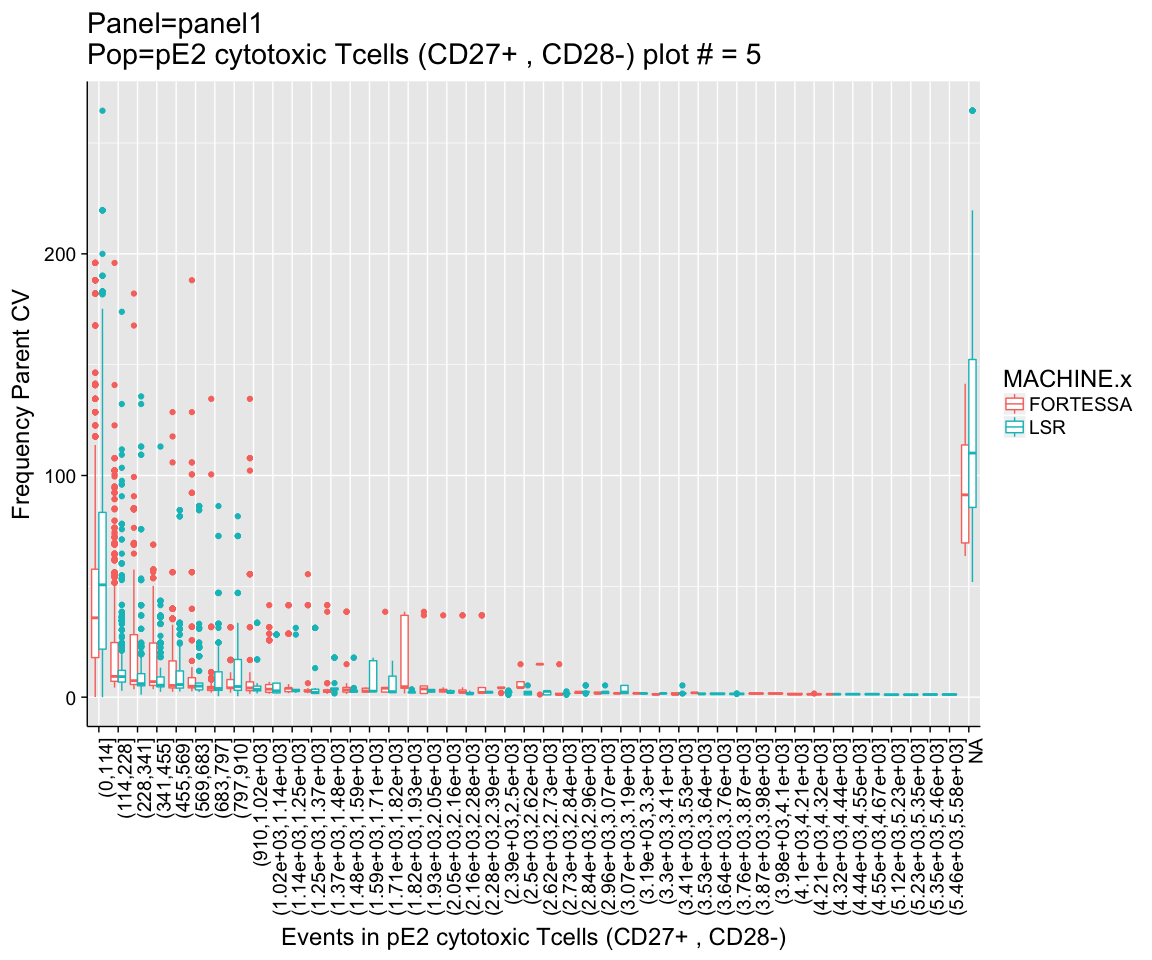 Panel=panel1
Pop=pE2 cytotoxic Tcells (CD27+ , CD28-) plot # = 5
Frequency Parent CV
200
100
0
(0,114]
(114,228]
(228,341]
(341,455]
(455,569]
(569,683]
(683,797]
(797,910]
(910,1.02e+03]
(1.02e+03,1.14e+03]
(1.14e+03,1.25e+03]
(1.25e+03,1.37e+03]
(1.37e+03,1.48e+03]
(1.48e+03,1.59e+03]
(1.59e+03,1.71e+03]
(1.71e+03,1.82e+03]
(1.82e+03,1.93e+03]
(1.93e+03,2.05e+03]
(2.05e+03,2.16e+03]
(2.16e+03,2.28e+03]
(2.28e+03,2.39e+03]
(2.39e+03,2.5e+03]
(2.5e+03,2.62e+03]
(2.62e+03,2.73e+03]
(2.73e+03,2.84e+03]
(2.84e+03,2.96e+03]
(2.96e+03,3.07e+03]
(3.07e+03,3.19e+03]
(3.19e+03,3.3e+03]
(3.3e+03,3.41e+03]
(3.41e+03,3.53e+03]
(3.53e+03,3.64e+03]
(3.64e+03,3.76e+03]
(3.76e+03,3.87e+03]
(3.87e+03,3.98e+03]
(3.98e+03,4.1e+03]
(4.1e+03,4.21e+03]
(4.21e+03,4.32e+03]
(4.32e+03,4.44e+03]
(4.44e+03,4.55e+03]
(4.55e+03,4.67e+03]
(5.12e+03,5.23e+03]
(5.23e+03,5.35e+03]
(5.35e+03,5.46e+03]
(5.46e+03,5.58e+03]
NA
Events in pE2 cytotoxic Tcells (CD27+ , CD28-)
MACHINE.x
FORTESSA
LSR